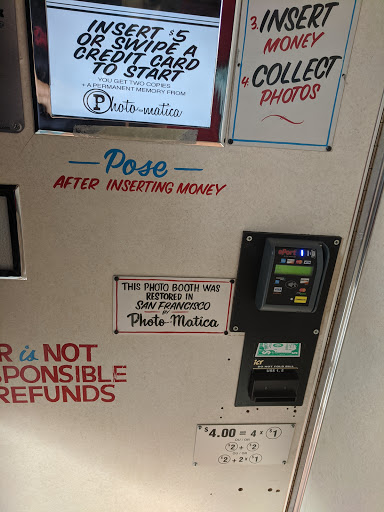 INSERT $5
OR SWIPE A
CREDIT CARD
TO START
YOU GET TWO COPIES
+ A PERMANENT MEMORY FROM
Photo-matica
3. INSERT
MONEY
4. COLLECT
PHOTOS
— Pose —
AFTER INSERTING MONEY
THIS PHOTO BOOTH WAS
RESTORED IN
SAN FRANCISCO
BY
Photo-Matica
R is NOT
SPONSIBLE
REFUNDS
$4.00 = 4 x $1
$2 + $2
$2 + 2 x $1